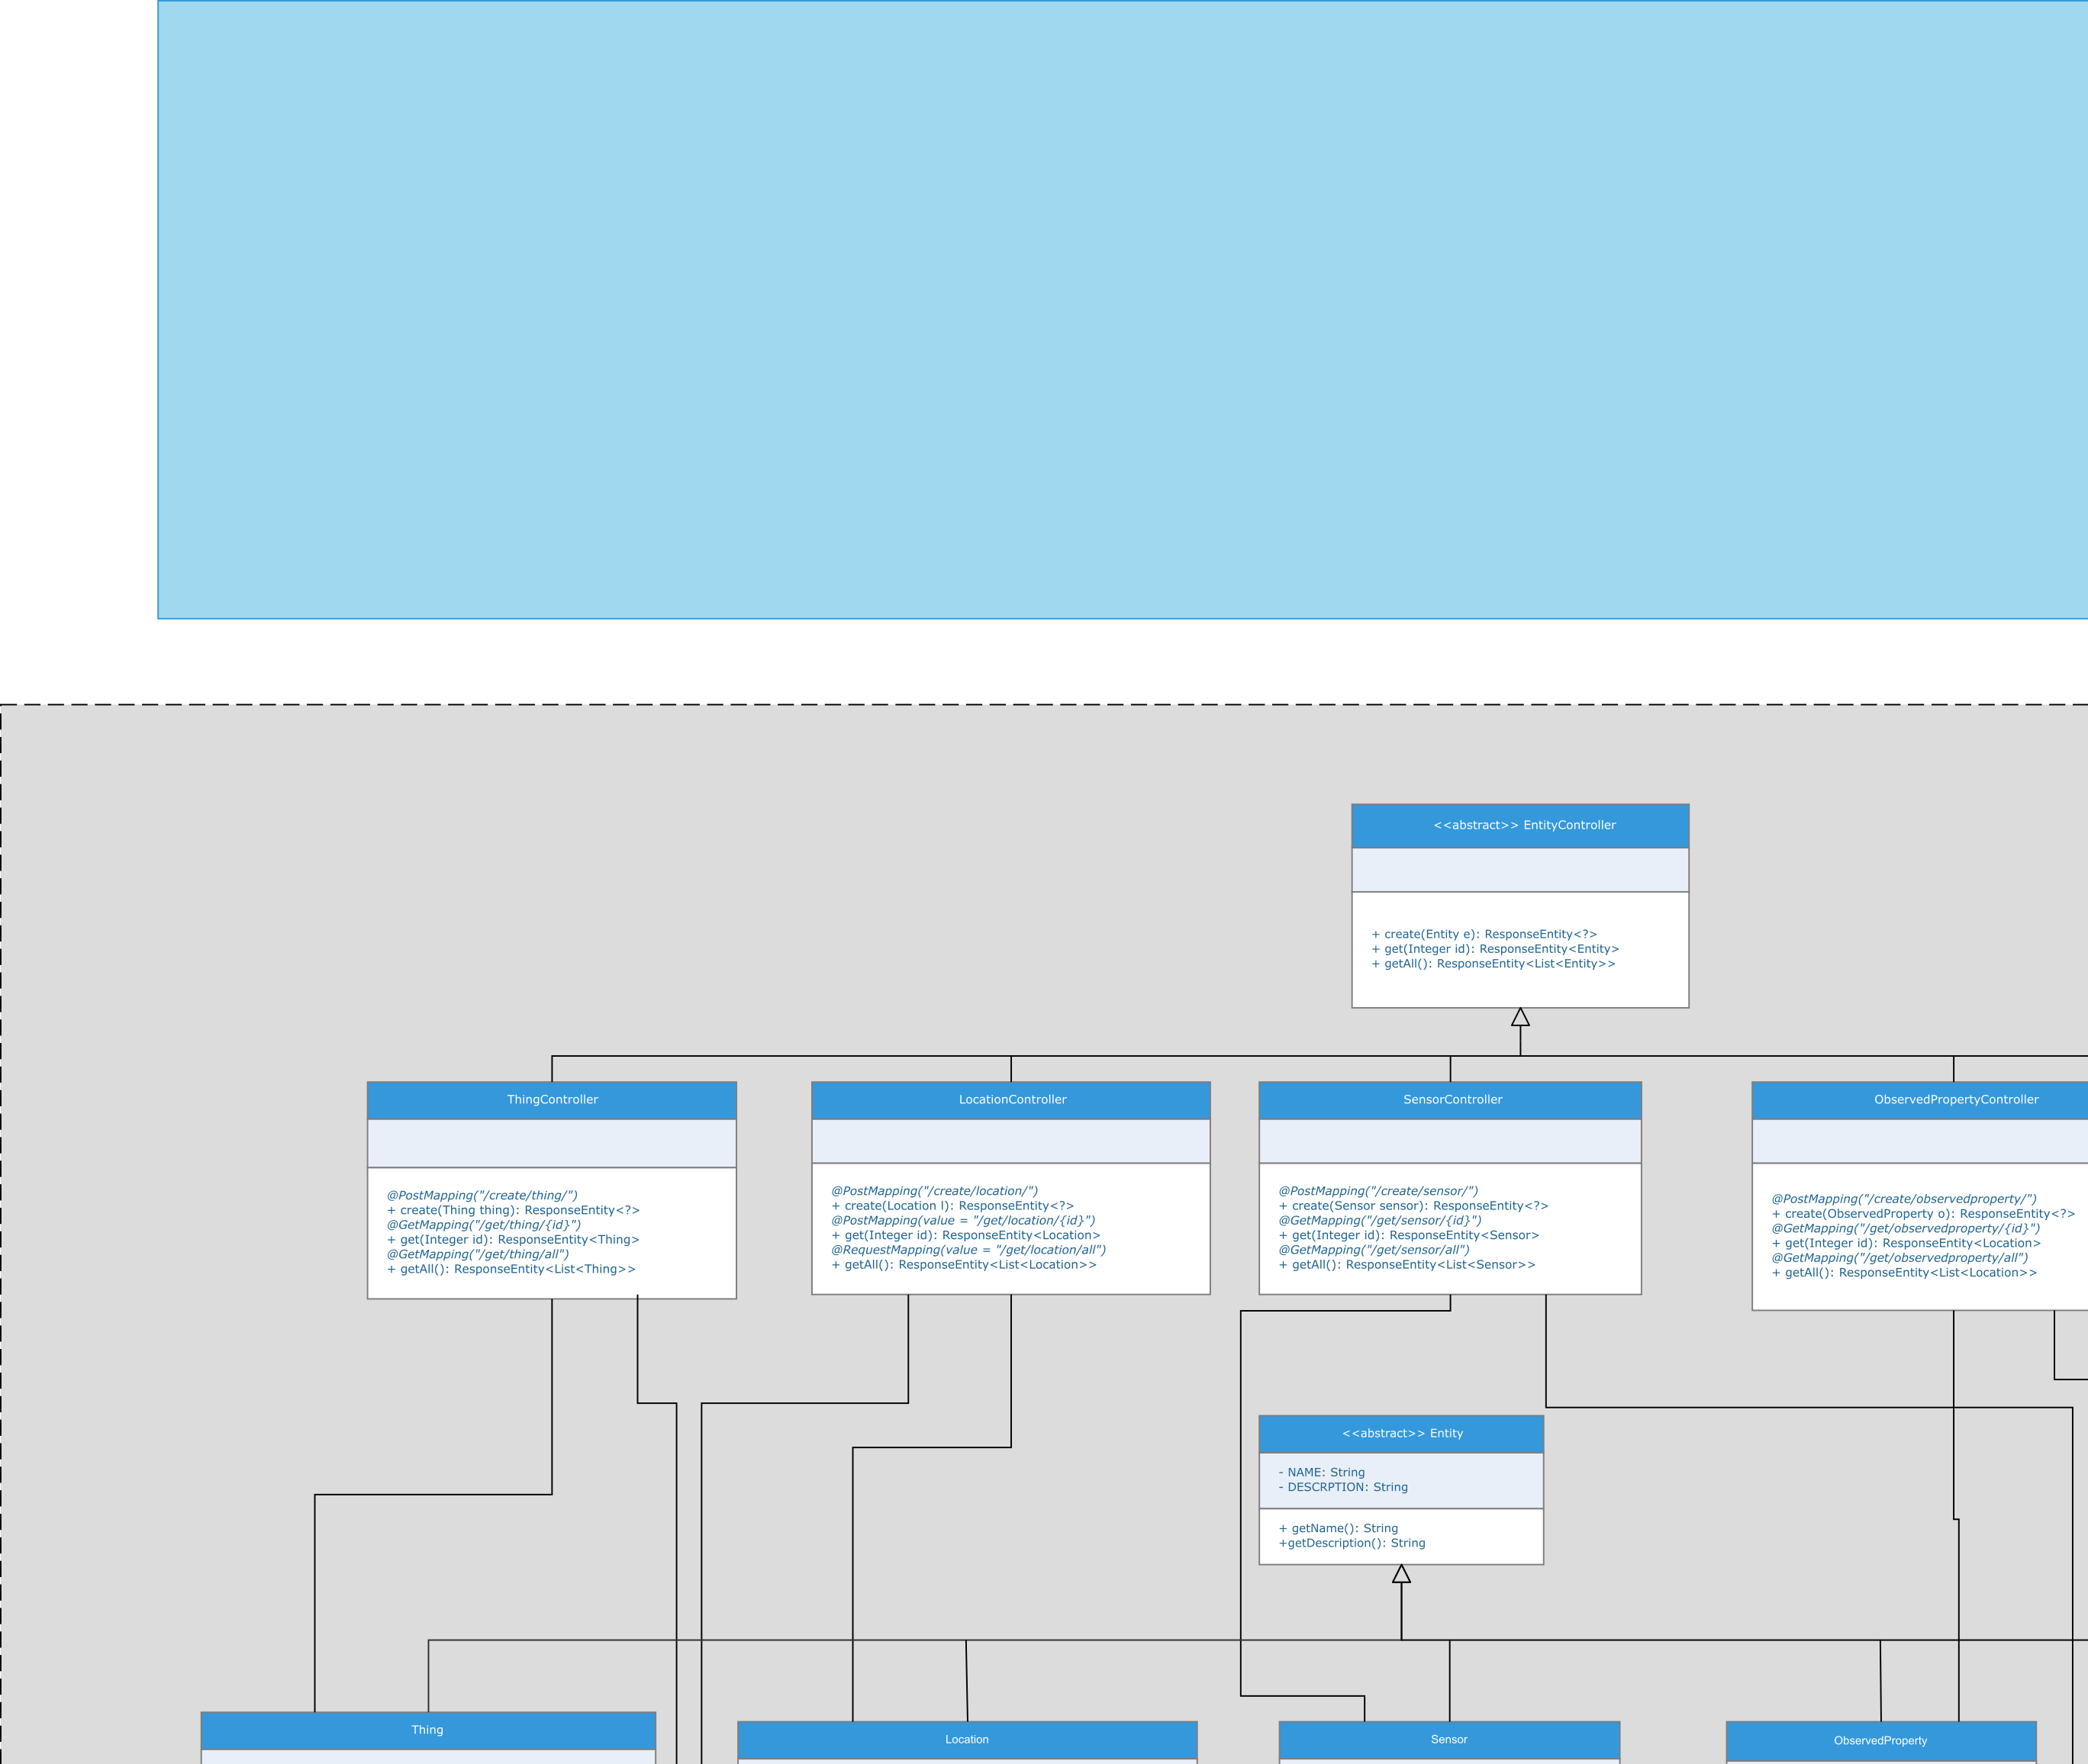 <<abstract>> EntityController
+ create(Entity e): ResponseEntity<?>
+ get(Integer id): ResponseEntity<Entity>
+ getAll(): ResponseEntity<List<Entity>>
ThingController
@PostMapping("/create/thing/")
+ create(Thing thing): ResponseEntity<?>
@GetMapping("/get/thing/{id}")
+ get(Integer id): ResponseEntity<Thing>
@GetMapping("/get/thing/all")
+ getAll(): ResponseEntity<List<Thing>>
LocationController
@PostMapping("/create/location/")
+ create(Location l): ResponseEntity<?>
@PostMapping(value = "/get/location/{id}")
+ get(Integer id): ResponseEntity<Location>
@RequestMapping(value = "/get/location/all")
+ getAll(): ResponseEntity<List<Location>>
SensorController
@PostMapping("/create/sensor/")
+ create(Sensor sensor): ResponseEntity<?>
@GetMapping("/get/sensor/{id}")
+ get(Integer id): ResponseEntity<Sensor>
@GetMapping("/get/sensor/all")
+ getAll(): ResponseEntity<List<Sensor>>
ObservedPropertyController
@PostMapping("/create/observedproperty/")
+ create(ObservedProperty o): ResponseEntity<?>
@GetMapping("/get/observedproperty/{id}")
+ get(Integer id): ResponseEntity<Location>
@GetMapping("/get/observedproperty/all")
+ getAll(): ResponseEntity<List<Location>>
<<abstract>> Entity
- NAME: String
- DESCRPTION: String
+ getName(): String
+getDescription(): String
Thing
Location
Sensor
ObservedProperty